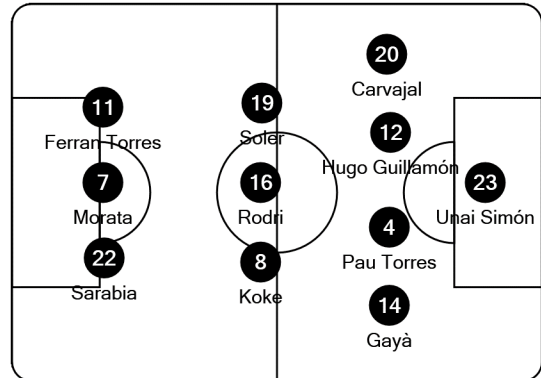 20
Carvajal
11
Ferran Torres
19
Soler
12
Hugo Guillamón
7
Morata
16
Rodri
23
Unai Simón
4
Pau Torres
22
Sarabia
8
Koke
14
Gayà